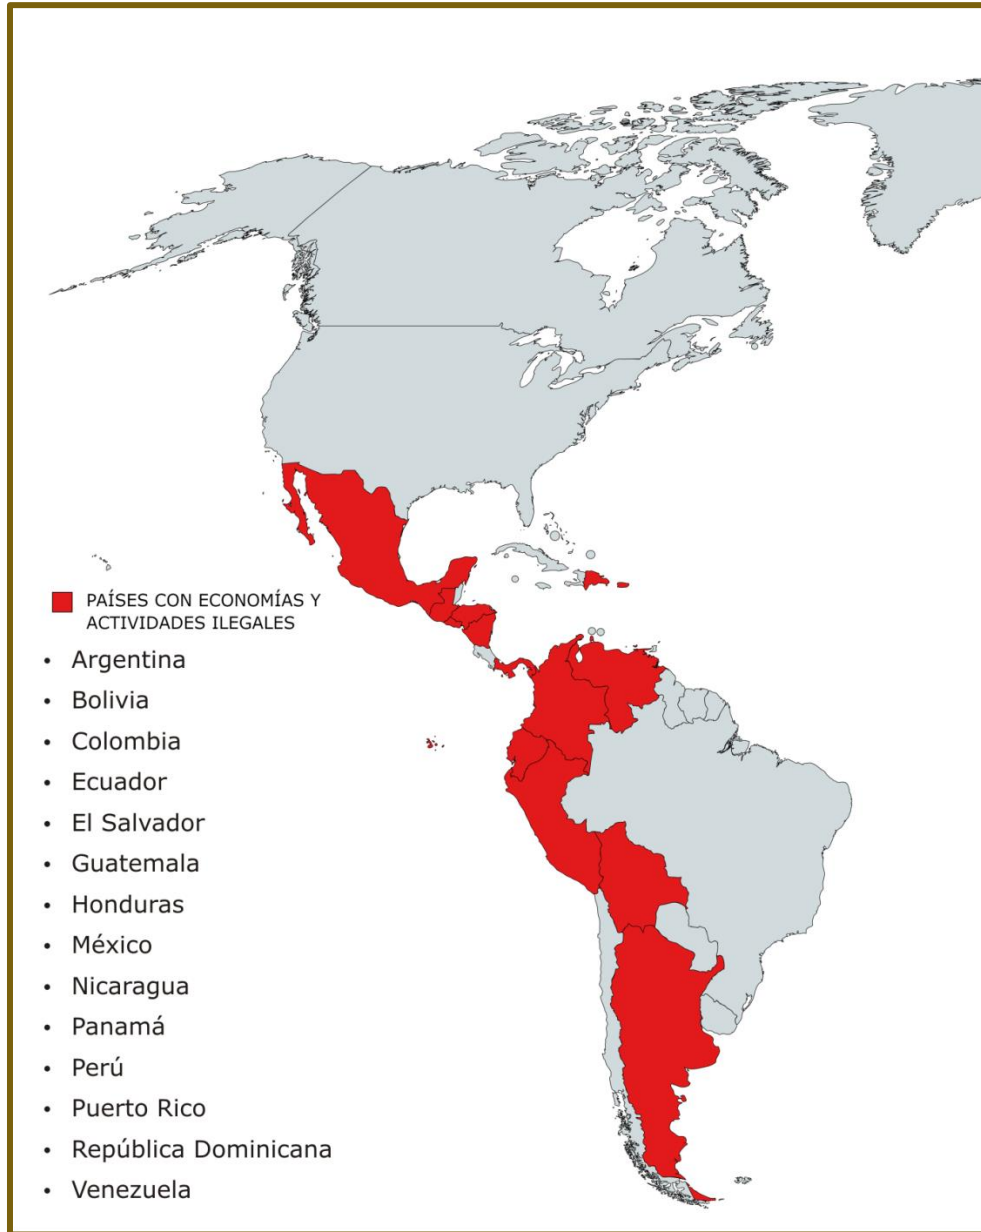 PAÍSES CON ECONOMÍAS Y
ACTIVIDADES ILEGALES
• Argentina
• Bolivia
• Colombia
• Ecuador
• El Salvador
• Guatemala
• Honduras
• México
• Nicaragua
• Panamá
• Perú
• Puerto Rico
• República Dominicana
• Venezuela